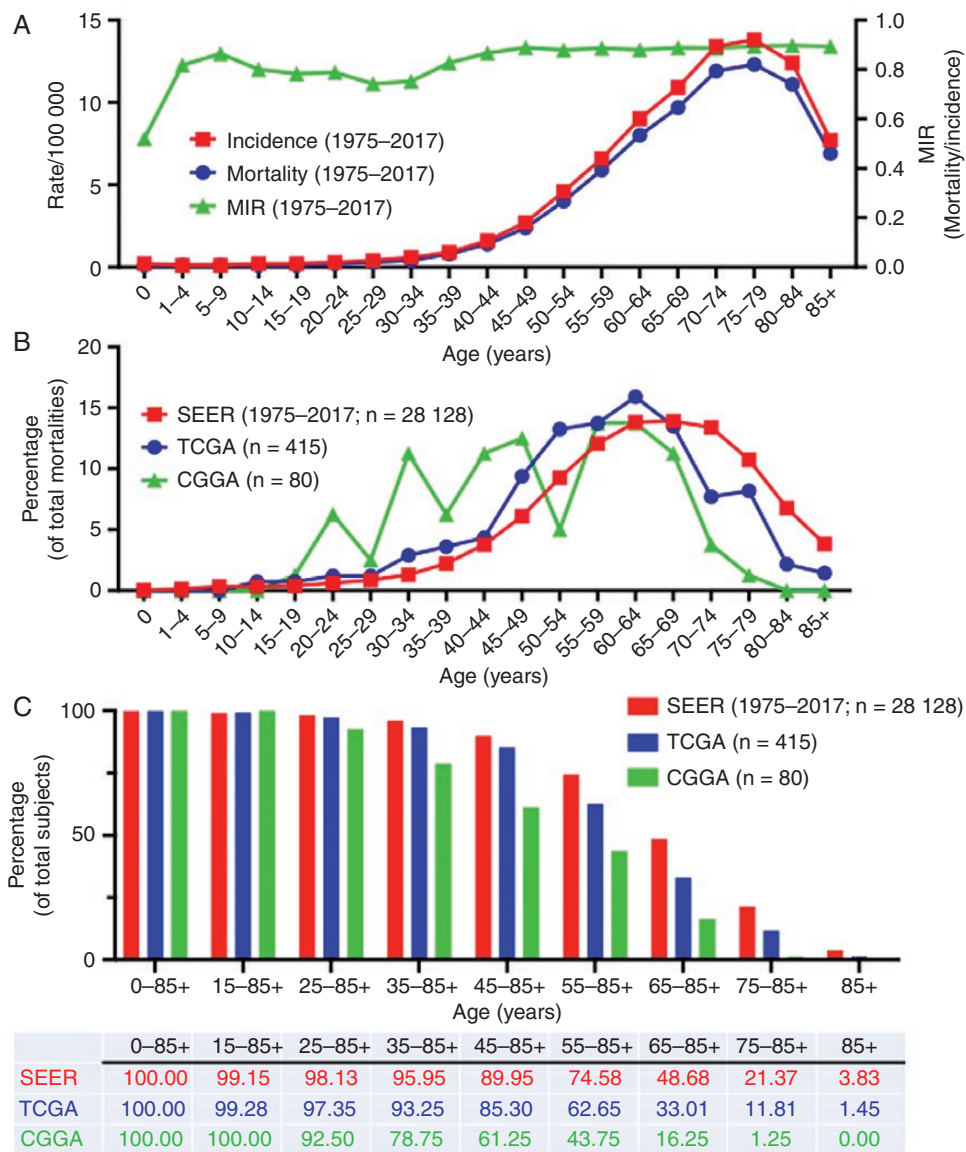 A
15
10
5
0
Rate/100 000
Incidence (1975–2017)
Mortality (1975–2017)
MIR (1975–2017)
1.0
0.8
0.6
0.4
0.2
0.0
MIR
(Mortality/incidence)
0 1–4 5–9 10–14 15–19 20–24 25–29 30–34 35–39 40–44 45–49 50–54 55–59 60–64 65–69 70–74 75–79 80–84 85+
Age (years)
B
20
15
10
5
0
Percentage
(of total mortalities)
SEER (1975–2017; n = 28 128)
TCGA (n = 415)
CGGA (n = 80)
0 1–4 5–9 10–14 15–19 20–24 25–29 30–34 35–39 40–44 45–49 50–54 55–59 60–64 65–69 70–74 75–79 80–84 85+
Age (years)
C
100
50
0
Percentage
(of total subjects)
SEER (1975–2017; n = 28 128)
TCGA (n = 415)
CGGA (n = 80)
0–85+ 15–85+ 25–85+ 35–85+ 45–85+ 55–85+ 65–85+ 75–85+ 85+
Age (years)
0–85+ 15–85+ 25–85+ 35–85+ 45–85+ 55–85+ 65–85+ 75–85+ 85+
SEER 100.00 99.15 98.13 95.95 89.95 74.58 48.68 21.37 3.83
TCGA 100.00 99.28 97.35 93.25 85.30 62.65 33.01 11.81 1.45
CGGA 100.00 100.00 92.50 78.75 61.25 43.75 16.25 1.25 0.00